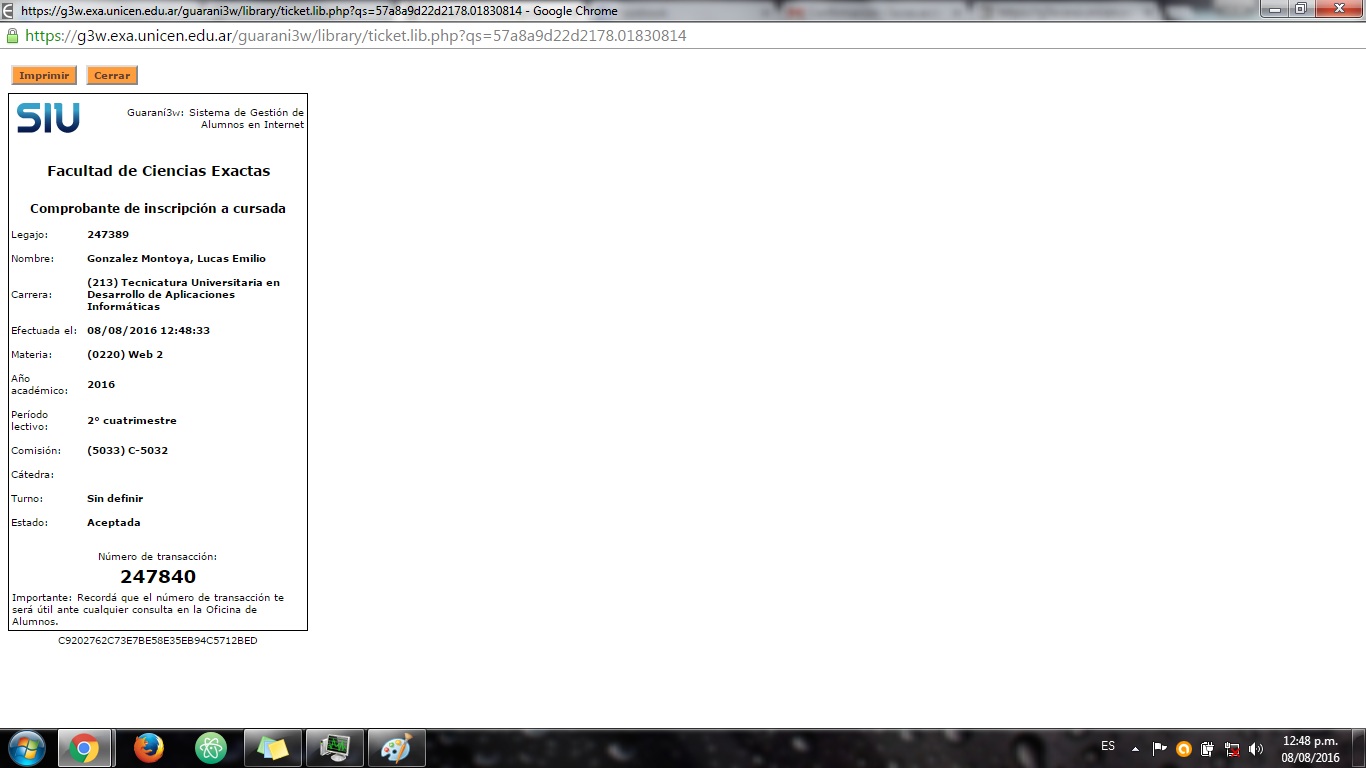 https://g3w.exa.unicen.edu.ar/guarani3w/library/ticket.lib.php?qs=57a8a9d22d2178.01830814 - Google Chrome
https://g3w.exa.unicen.edu.ar/guarani3w/library/ticket.lib.php?qs=57a8a9d22d2178.01830814
Imprimir Cerrar
SIU
Guaraní3w: Sistema de Gestión de
Alumnos en Internet
Facultad de Ciencias Exactas
Comprobante de inscripción a cursada
Legajo: 247389
Nombre: Gonzalez Montoya, Lucas Emilio
Carrera: (213) Tecnicatura Universitaria en
Desarrollo de Aplicaciones
Informáticas
Efectuada el: 08/08/2016 12:48:33
Materia: (0220) Web 2
Año
académico: 2016
Período
lectivo: 2º cuatrimestre
Comisión: (5033) C-5032
Cátedra:
Turno: Sin definir
Estado: Aceptada
Número de transacción:
247840
Importante: Recordá que el número de transacción te
será útil ante cualquier consulta en la Oficina de
Alumnos.
C9202762C73E7BE58E35EB94C5712BED
ES
12:48 p.m.
08/08/2016